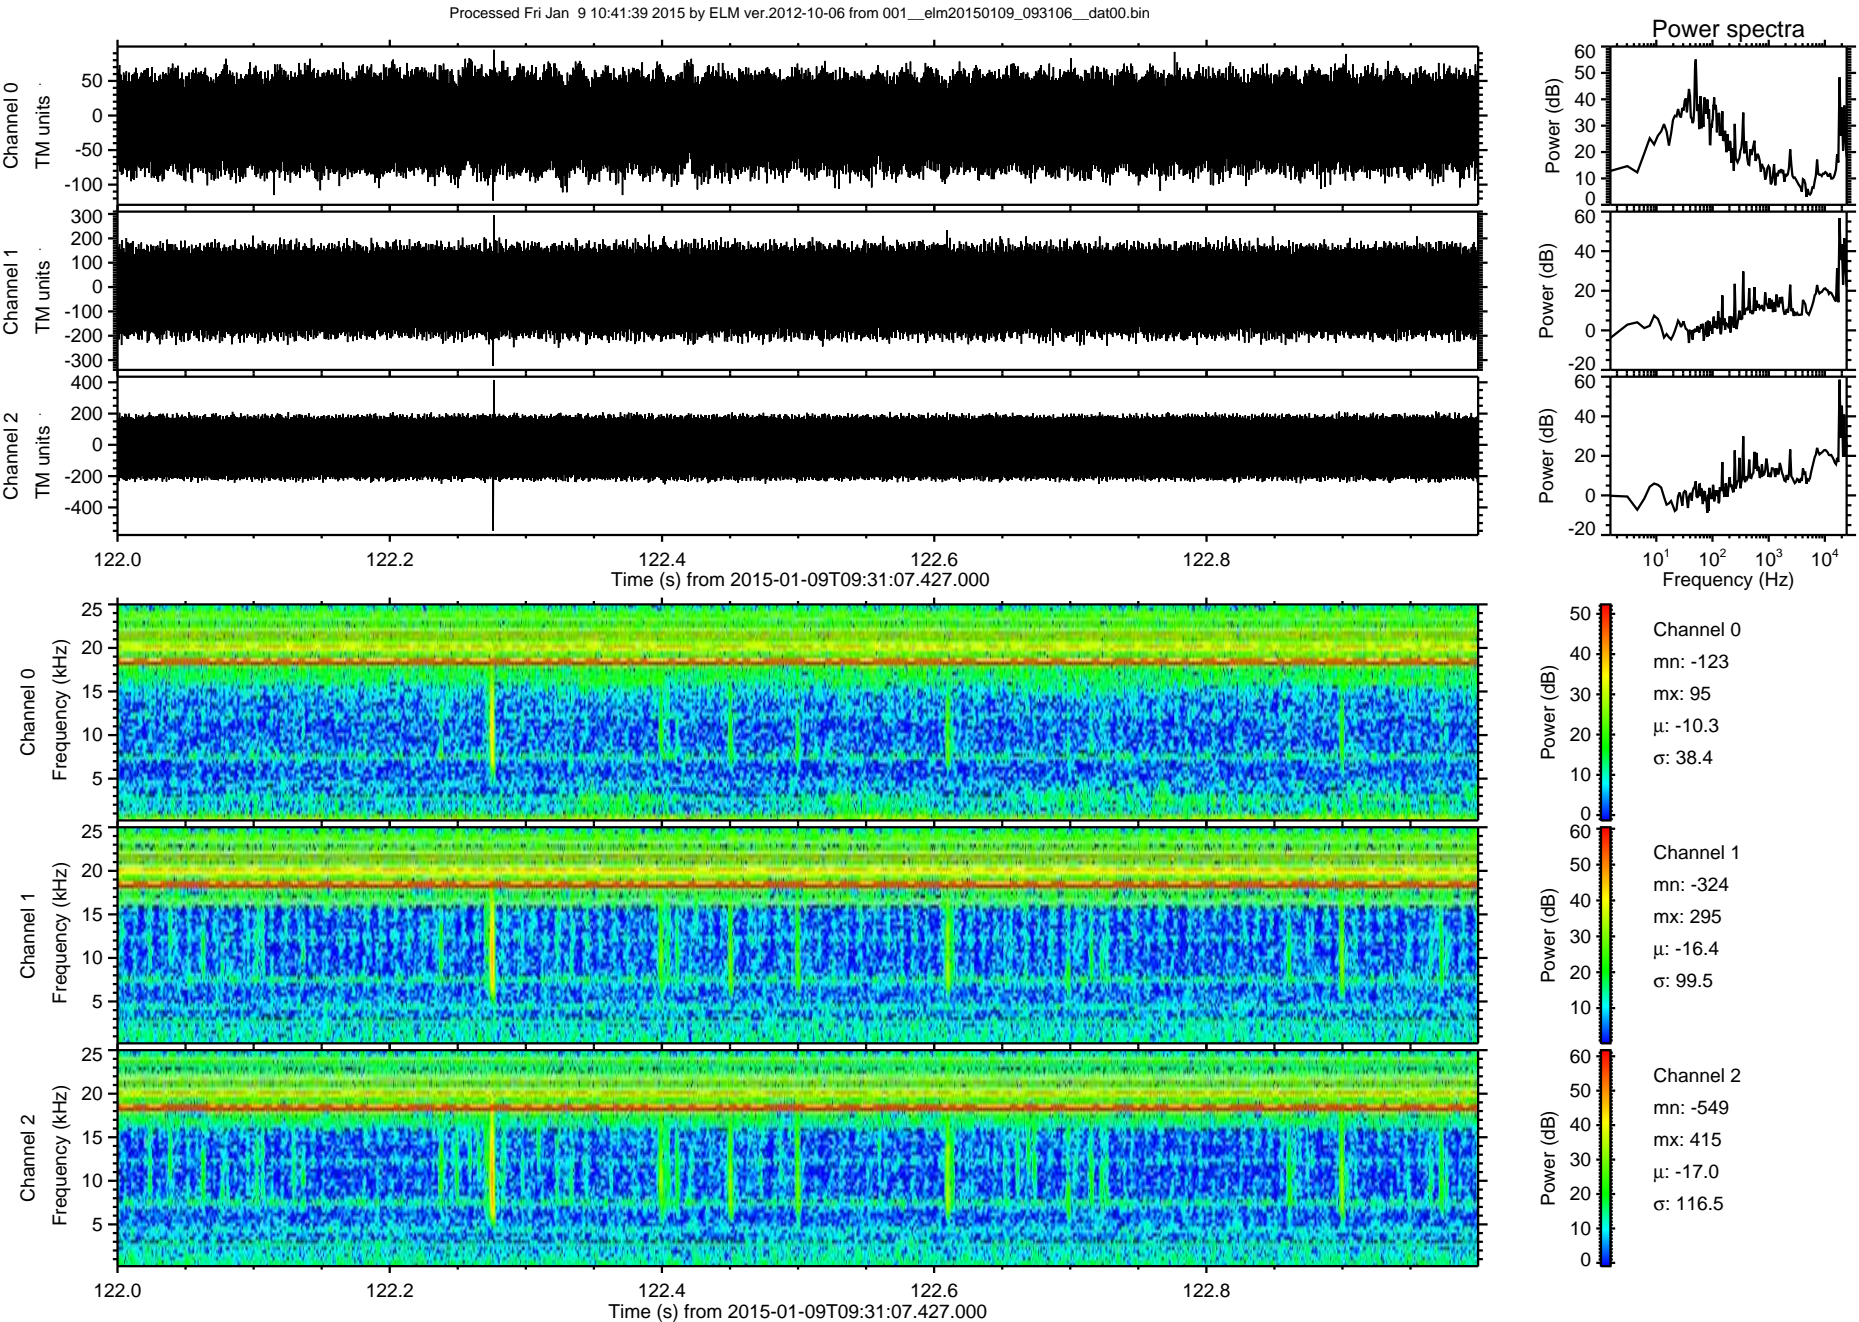 Processed Fri Jan  9 10:41:39 2015 by ELM ver.2012-10-06 from 001__elm20150109_093106__dat00.bin
Power spectra
Channel 0
TM units
50
0
-50
-100
Power (dB)
60
50
40
30
20
10
0
Channel 1
TM units
300
200
100
0
-100
-200
-300
Power (dB)
60
40
20
0
-20
Channel 2
TM units
400
200
0
-200
-400
Power (dB)
60
40
20
0
-20
122.0 122.2 122.4 122.6 122.8
Time (s) from 2015-01-09T09:31:07.427.000
10¹ 10² 10³ 10⁴
Frequency (Hz)
Channel 0
Frequency (kHz)
25
20
15
10
5
Power (dB)
50
40
30
20
10
0
Channel 0
mn: -123
mx: 95
μ: -10.3
σ: 38.4
Channel 1
Frequency (kHz)
25
20
15
10
5
Power (dB)
60
50
40
30
20
10
Channel 1
mn: -324
mx: 295
μ: -16.4
σ: 99.5
Channel 2
Frequency (kHz)
25
20
15
10
5
Power (dB)
60
50
40
30
20
10
0
Channel 2
mn: -549
mx: 415
μ: -17.0
σ: 116.5
122.0 122.2 122.4 122.6 122.8
Time (s) from 2015-01-09T09:31:07.427.000